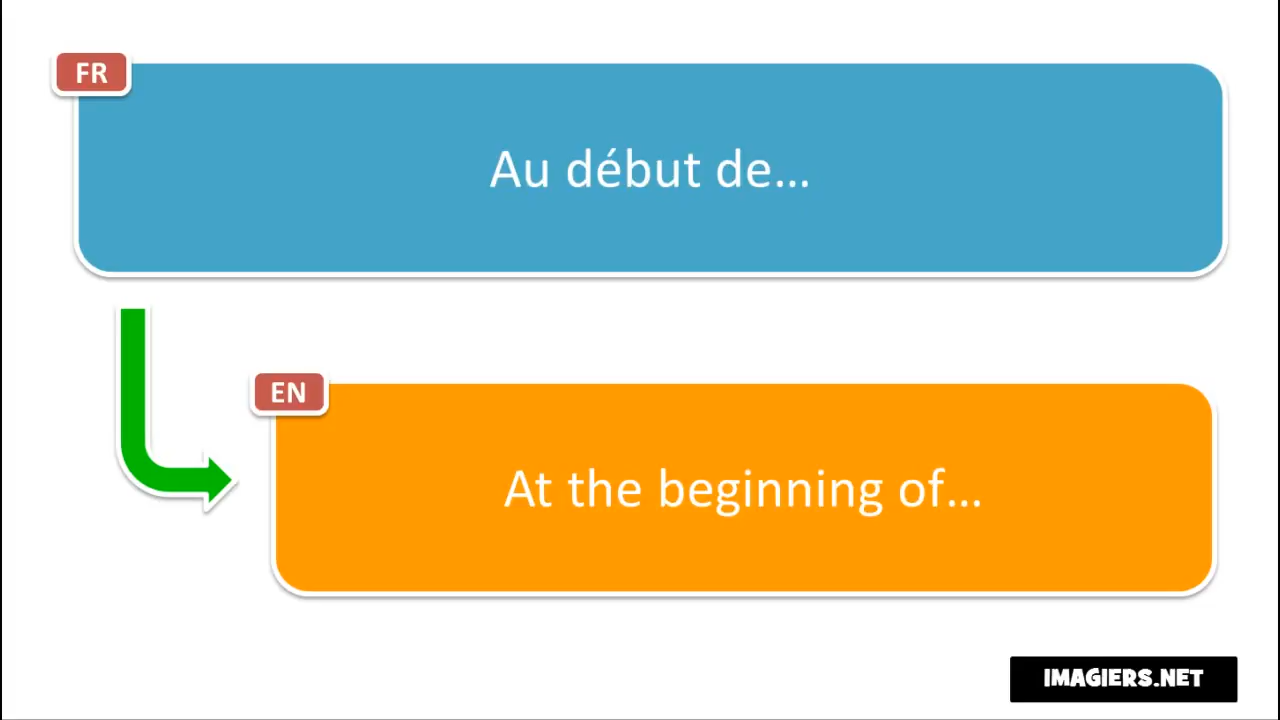 FR
Au début de...
EN
At the beginning of...
IMAGIERS.NET